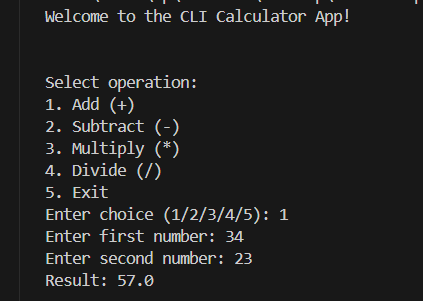 Welcome to the CLI Calculator App!
Select operation:
1. Add (+)
2. Subtract (-)
3. Multiply (*)
4. Divide (/)
5. Exit
Enter choice (1/2/3/4/5): 1
Enter first number: 34
Enter second number: 23
Result: 57.0